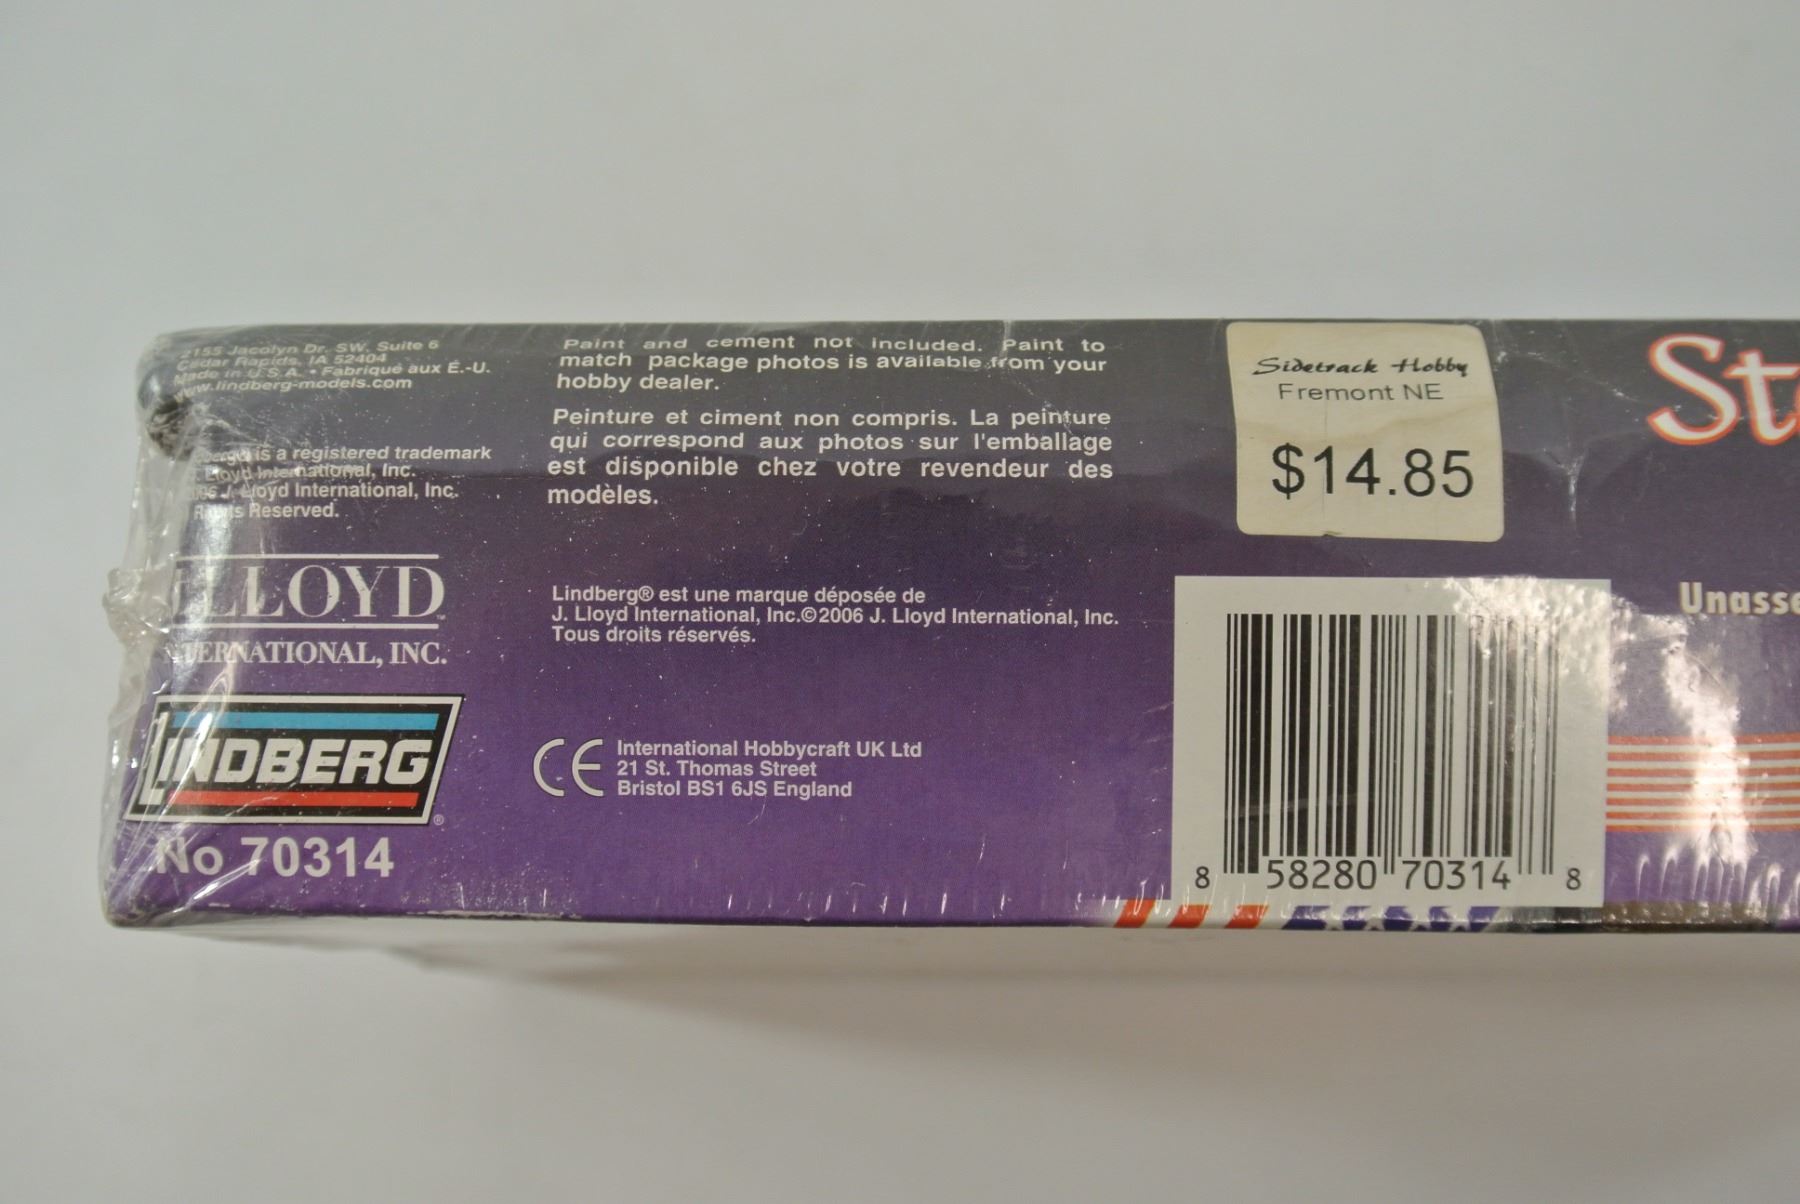 2155 Jacolyn Dr. SW. Suite 6
Cedar Rapids, IA 52404
Made in U.S.A. • Fabriqué aux É.-U.
www.lindberg-models.com
is a registered trademark
Lloyd International, Inc.
J. Lloyd International, Inc.
Reserved.
LLOYD
INTERNATIONAL, INC.
LINDBERG®
No 70314
Paint and cement not included. Paint to
match package photos is available from your
hobby dealer.
Peinture et ciment non compris. La peinture
qui correspond aux photos sur l'emballage
est disponible chez votre revendeur des
modèles.
Lindberg® est une marque déposée de
J. Lloyd International, Inc.©2006 J. Lloyd International, Inc.
Tous droits réservés.
CE International Hobbycraft UK Ltd
21 St. Thomas Street
Bristol BS1 6JS England
Sidetrack Hobby
Fremont NE
$14.85
8 58280 70314 8